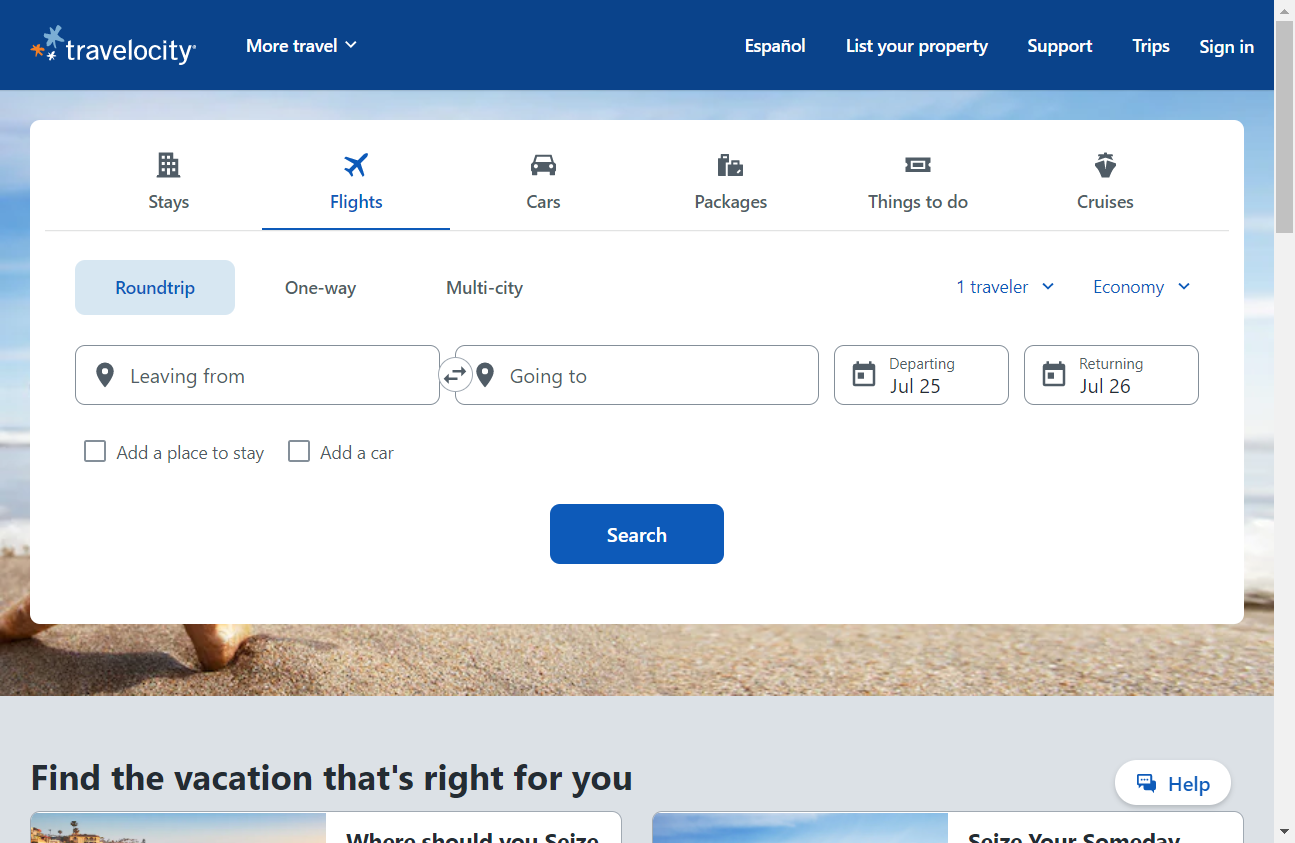 travelocity
More travel
Español
List your property
Support
Trips
Sign in
Stays
Flights
Cars
Packages
Things to do
Cruises
Roundtrip
One-way
Multi-city
1 traveler
Economy
Leaving from
Going to
Departing
Jul 25
Returning
Jul 26
Add a place to stay
Add a car
Search
Find the vacation that's right for you
Help
Where should you Seize
Seize Your Someday